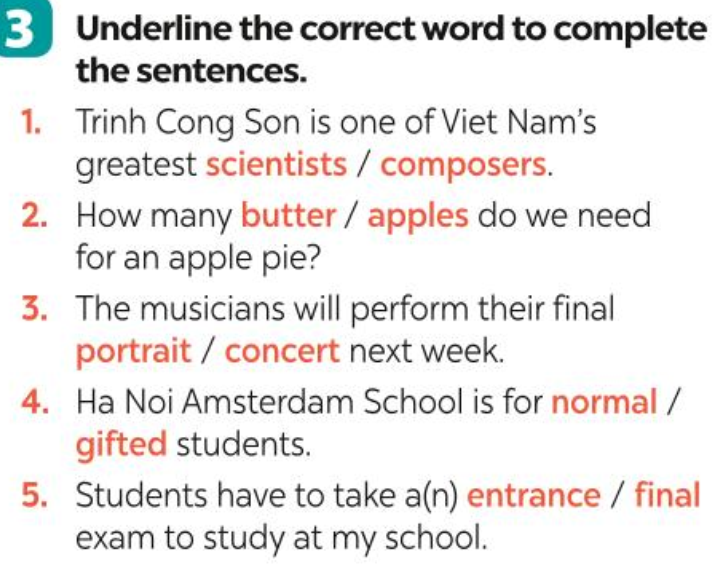 3 Underline the correct word to complete
the sentences.
1. Trinh Cong Son is one of Viet Nam's
greatest scientists / composers.
2. How many butter / apples do we need
for an apple pie?
3. The musicians will perform their final
portrait / concert next week.
4. Ha Noi Amsterdam School is for normal /
gifted students.
5. Students have to take a(n) entrance / final
exam to study at my school.